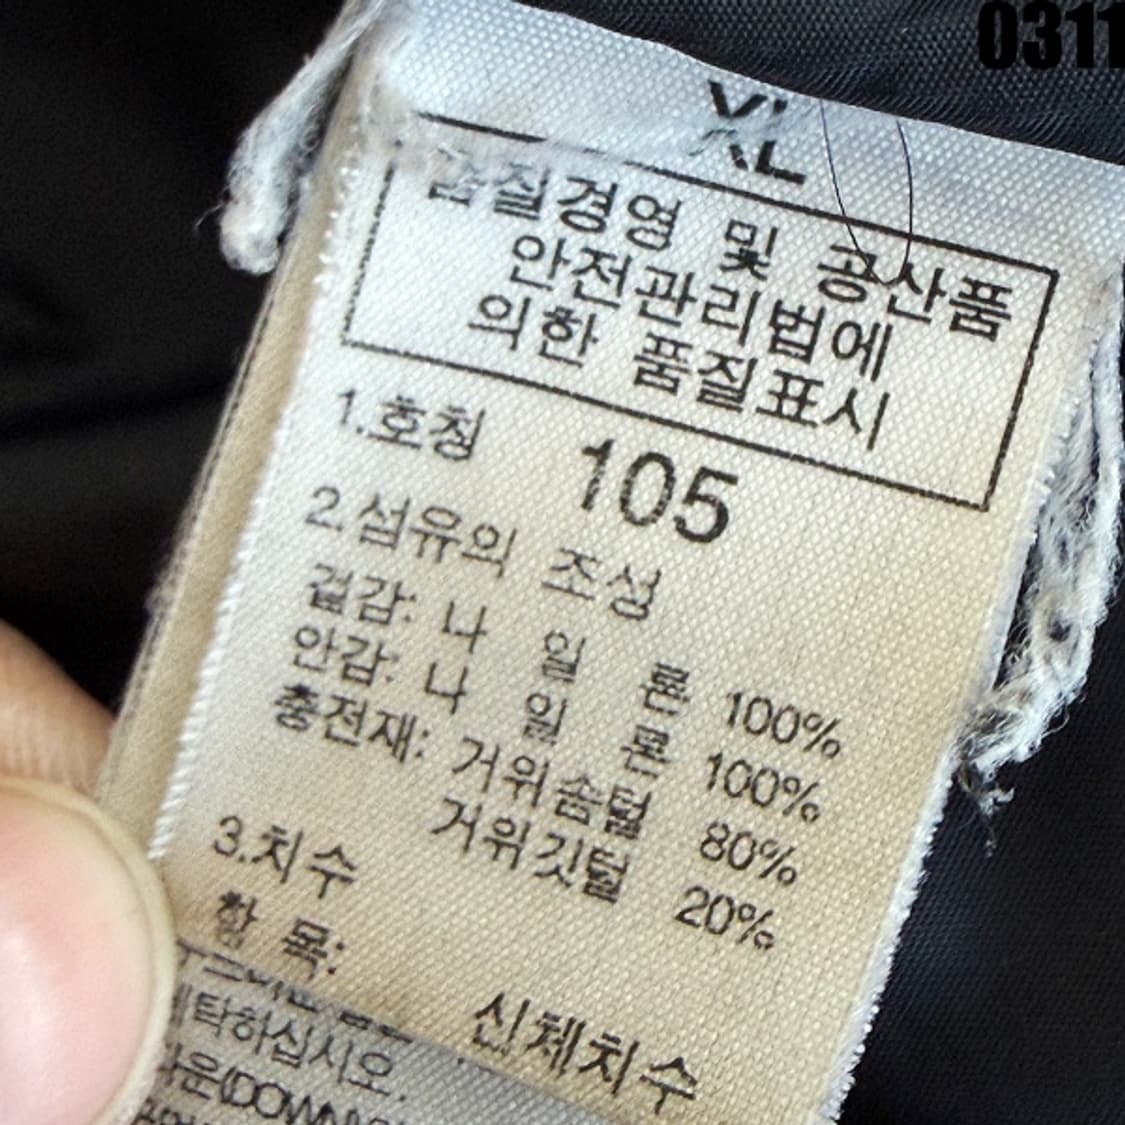 0311
XL
품질경영 및 공산품
안전관리법에
의한 품질표시
1.호칭 105
2.섬유의 조성
겉감: 나 일 론 100%
안감: 나 일 론 100%
충전재: 거위솜털 80%
거위깃털 20%
3.치수
항 목:
신체치수
세탁하십시오.
다운(DOWN)